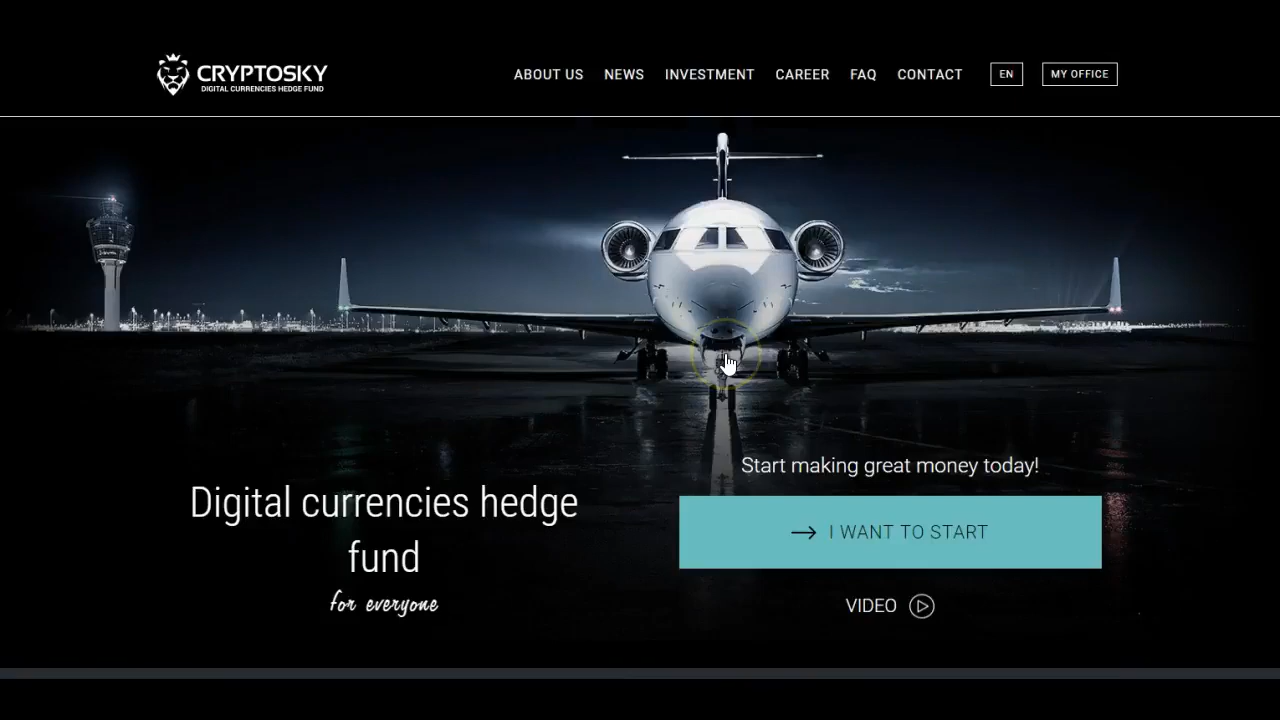 CRYPTOSKY
DIGITAL CURRENCIES HEDGE FUND
ABOUT US
NEWS
INVESTMENT
CAREER
FAQ
CONTACT
EN
MY OFFICE
Digital currencies hedge
fund
for everyone
Start making great money today!
I WANT TO START
VIDEO